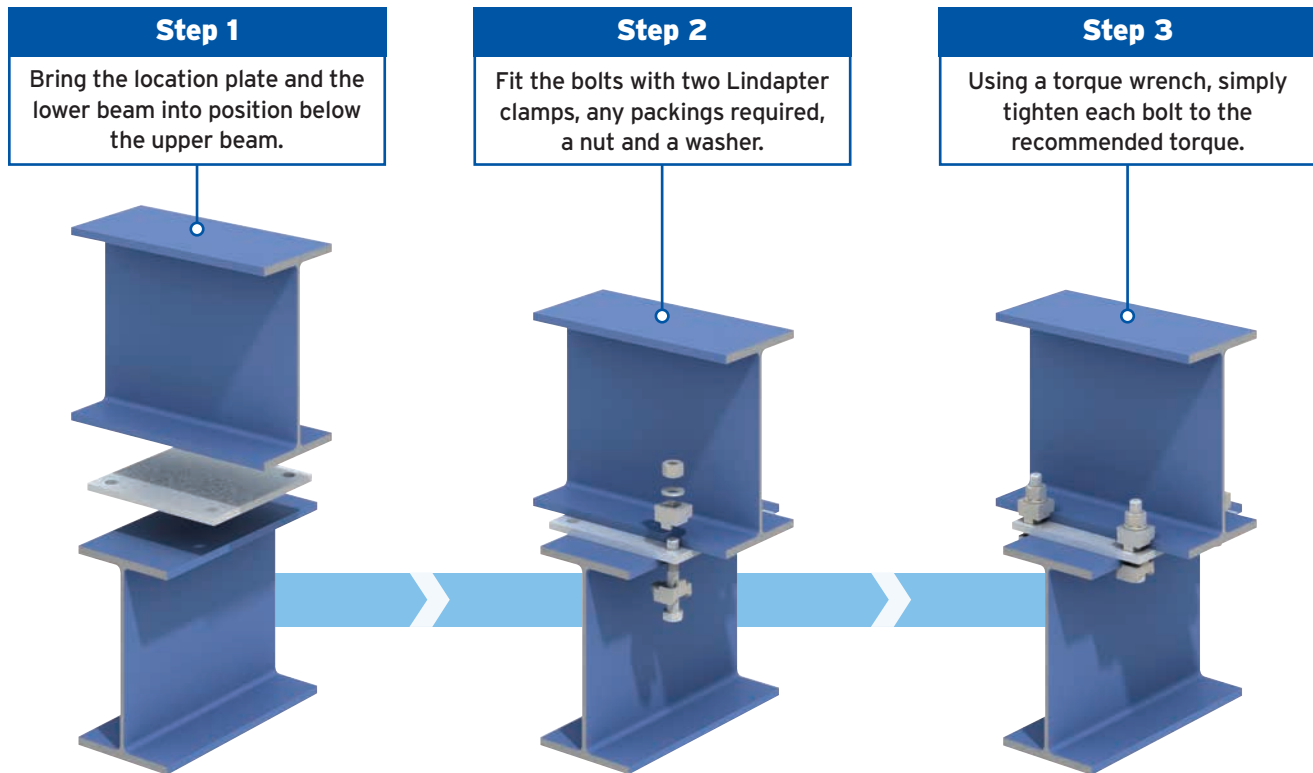 Step 1
Bring the location plate and the
lower beam into position below
the upper beam.
Step 2
Fit the bolts with two Lindapter
clamps, any packings required,
a nut and a washer.
Step 3
Using a torque wrench, simply
tighten each bolt to the
recommended torque.